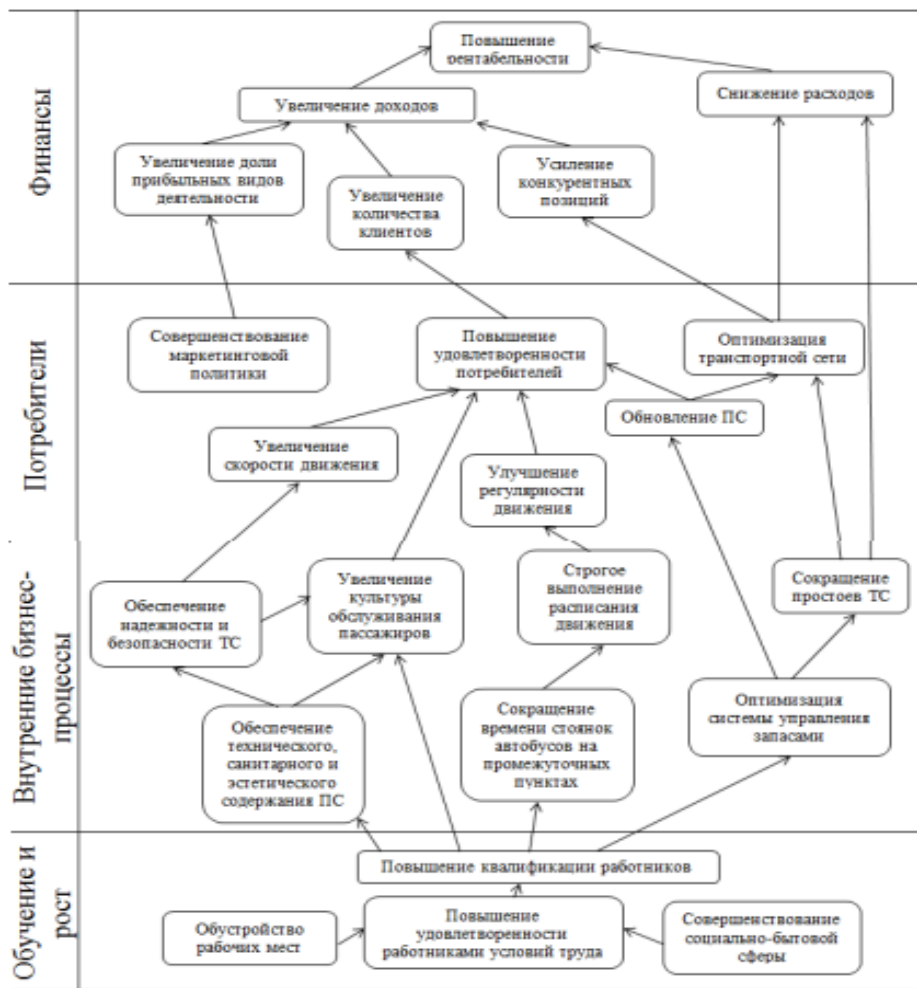 Финансы
Повышение
рентабельности
Увеличение доходов
Снижение расходов
Увеличение доли
прибыльных видов
деятельности
Увеличение
количества
клиентов
Усиление
конкурентных
позиций
Потребители
Совершенствование
маркетинговой
политики
Повышение
удовлетворенности
потребителей
Оптимизация
транспортной сети
Обновление ПС
Увеличение
скорости движения
Улучшение
регулярности
движения
Внутренние бизнес-
процессы
Обеспечение
надежности и
безопасности ТС
Увеличение
культуры
обслуживания
пассажиров
Строгое
выполнение
расписания
движения
Сокращение
простоев ТС
Обеспечение
технического,
санитарного и
эстетического
содержания ПС
Сокращение
времени стоянок
автобусов на
промежуточных
пунктах
Оптимизация
системы управления
запасами
Обучение и
рост
Повышение квалификации работников
Обустройство
рабочих мест
Повышение
удовлетворенности
работниками условий труда
Совершенствование
социально-бытовой
сферы